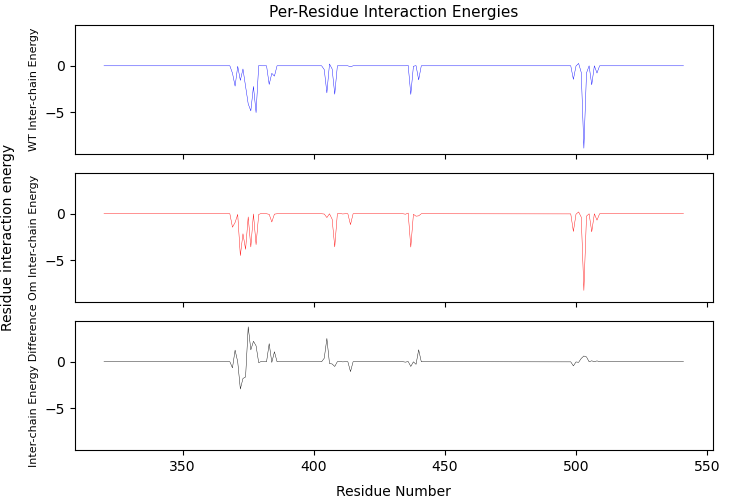 Per-Residue Interaction Energies
Residue interaction energy
WT Inter-chain Energy
0
−5
Om Inter-chain Energy
0
−5
Inter-chain Energy Difference
0
−5
350
400
450
500
550
Residue Number